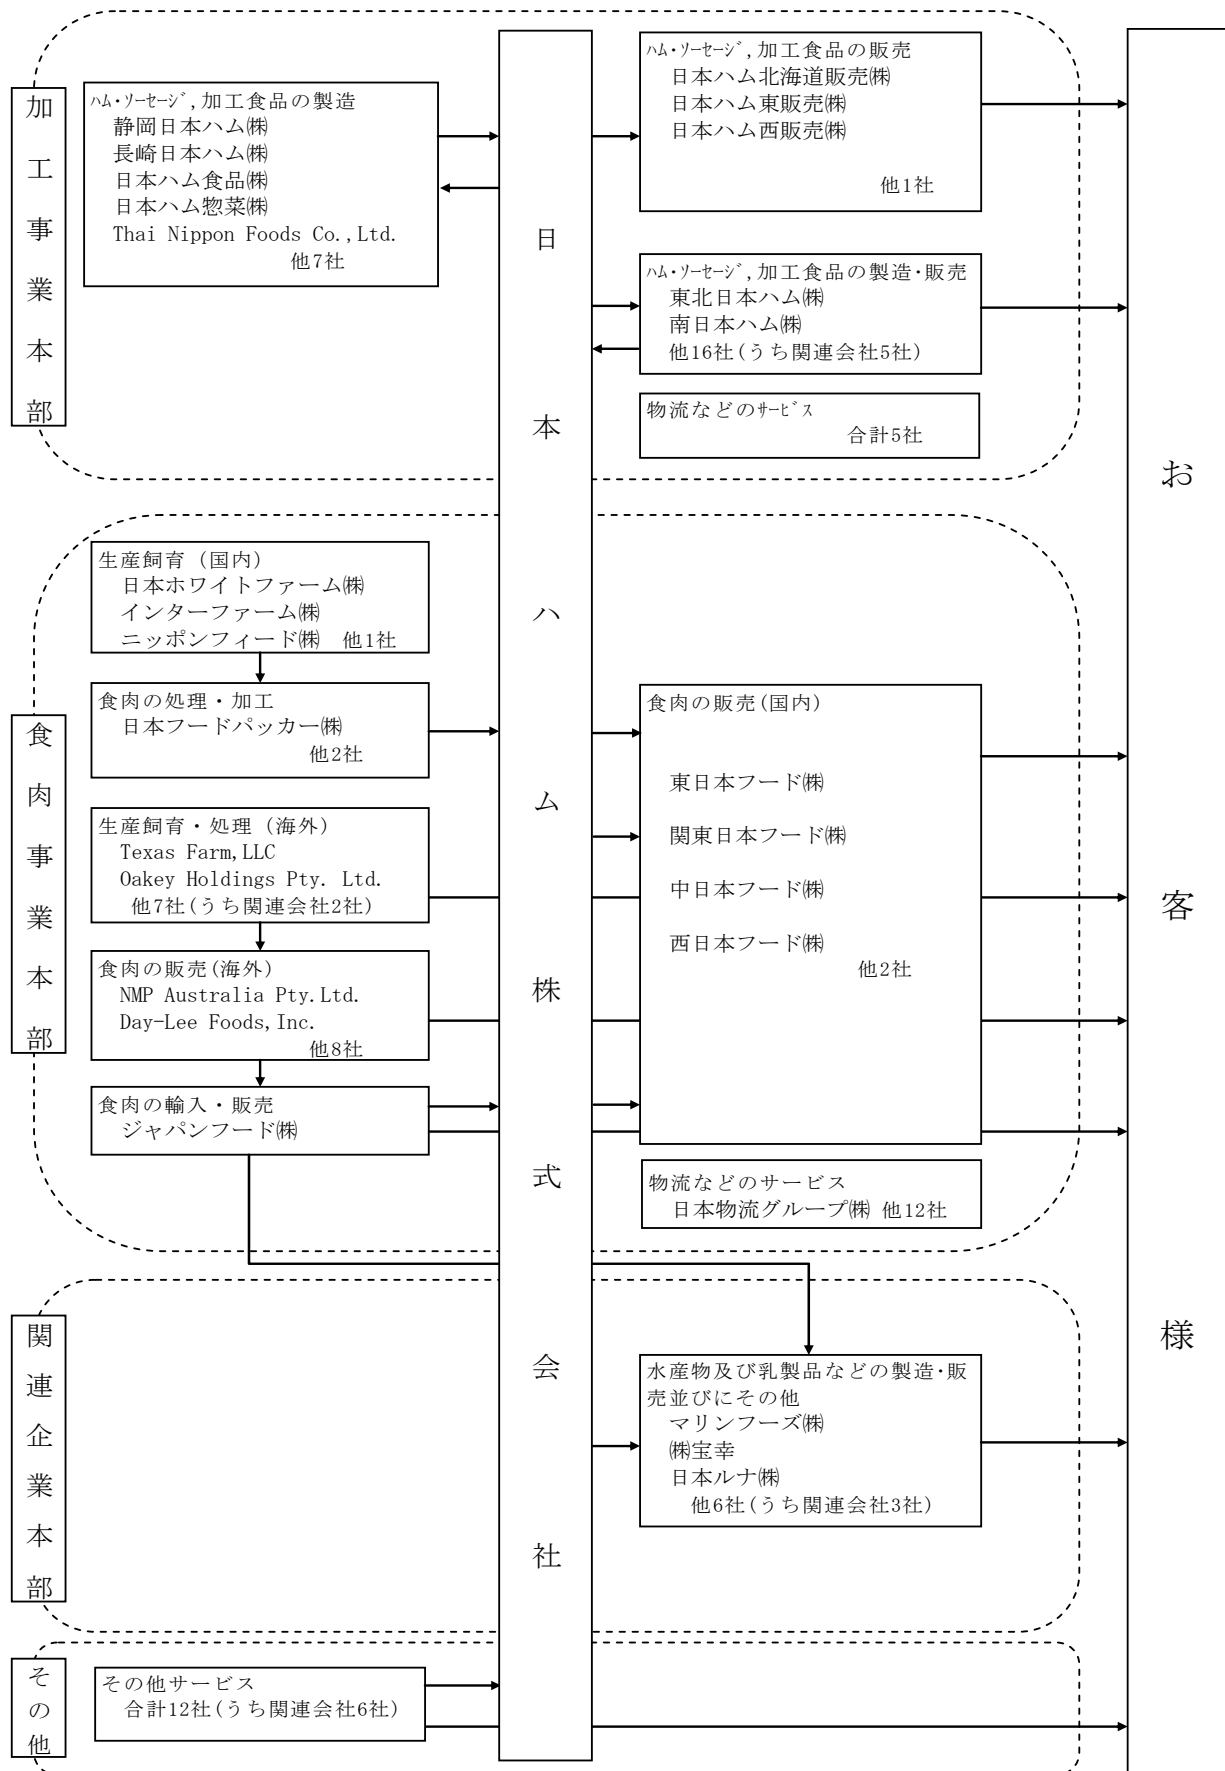 加工事業本部
ﾊﾑ・ｿｰｾｰｼﾞ,加工食品の製造
静岡日本ハム㈱
長崎日本ハム㈱
日本ハム食品㈱
日本ハム惣菜㈱
Thai Nippon Foods Co.,Ltd.
他7社
日本ハム株式会社
ﾊﾑ・ｿｰｾｰｼﾞ,加工食品の販売
日本ハム北海道販売㈱
日本ハム東販売㈱
日本ハム西販売㈱
他1社
ﾊﾑ・ｿｰｾｰｼﾞ,加工食品の製造・販売
東北日本ハム㈱
南日本ハム㈱
他16社(うち関連会社5社)
物流などのｻｰﾋﾞｽ
合計5社
お客様
食肉事業本部
生産飼育 (国内)
日本ホワイトファーム㈱
インターファーム㈱
ニッポンフィード㈱ 他1社
食肉の処理・加工
日本フードパッカー㈱
他2社
生産飼育・処理 (海外)
Texas Farm,LLC
Oakey Holdings Pty. Ltd.
他7社(うち関連会社2社)
食肉の販売(海外)
NMP Australia Pty.Ltd.
Day-Lee Foods,Inc.
他8社
食肉の輸入・販売
ジャパンフード㈱
食肉の販売(国内)
東日本フード㈱
関東日本フード㈱
中日本フード㈱
西日本フード㈱
他2社
物流などのサービス
日本物流グループ㈱ 他12社
関連企業本部
水産物及び乳製品などの製造・販
売並びにその他
マリンフーズ㈱
㈱宝幸
日本ルナ㈱
他6社(うち関連会社3社)
その他
その他サービス
合計12社(うち関連会社6社)